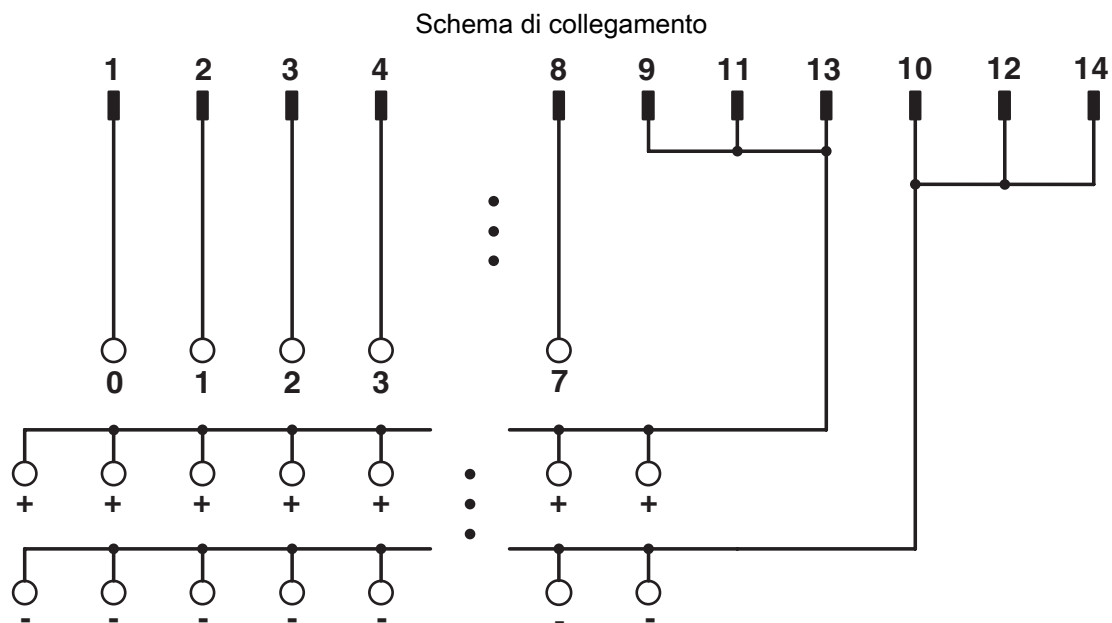 Schema di collegamento
1 2 3 4 8 9 11 13 10 12 14
0 1 2 3 7
+ + + + + + +
- - - - - - -